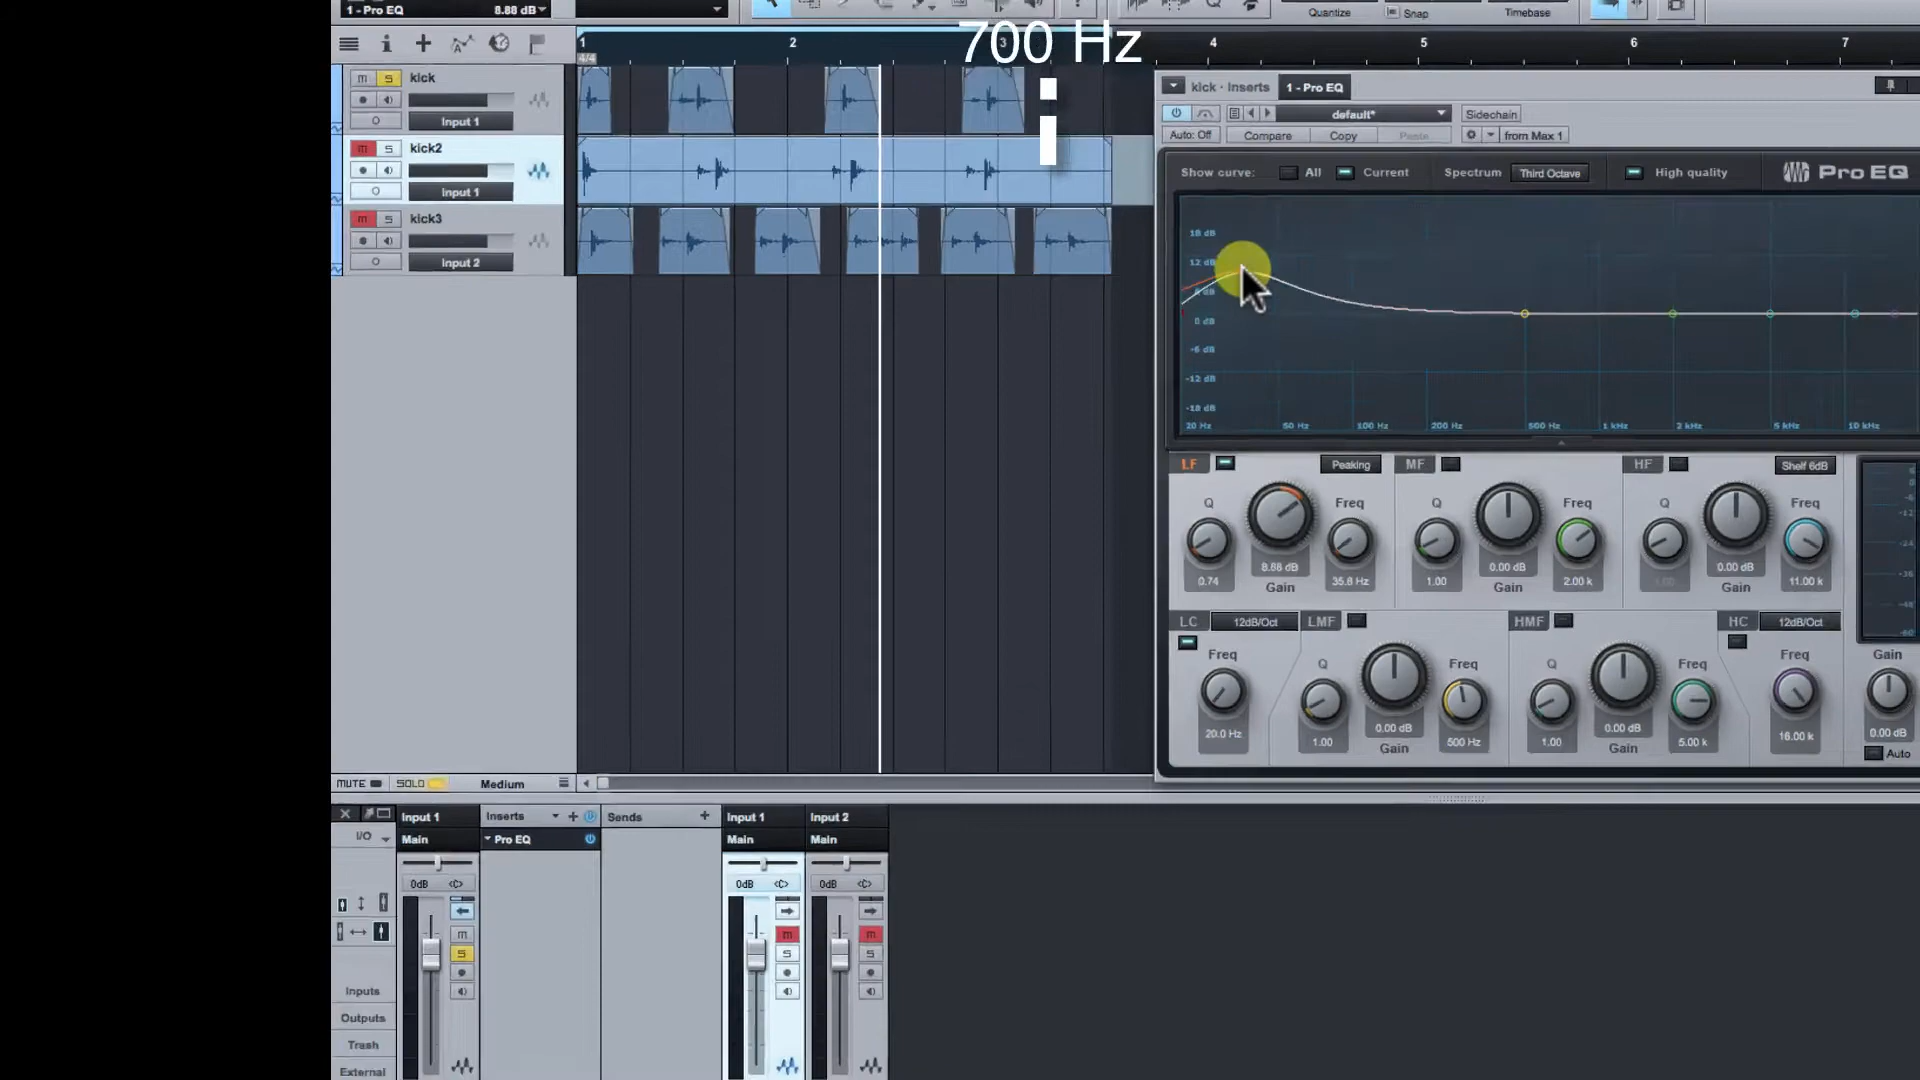 1 - Pro EQ 8.88 dB
Quantize Snap Timebase
700 Hz
1 2 3 4 5 6 7
4/4
M S kick
Input 1
M S kick2
Input 1
M S kick3
Input 2
kick · Inserts 1 - Pro EQ
default* Sidechain
Auto: Off Compare Copy Paste from Max 1
Show curve: All Current Spectrum Third Octave High quality Pro EQ
18 dB
12 dB
6 dB
0 dB
-6 dB
-12 dB
-18 dB
20 Hz 50 Hz 100 Hz 200 Hz 500 Hz 1 kHz 2 kHz 5 kHz 10 kHz
LF Peaking MF HF Shelf 6dB
Q Freq Q Freq Q Freq
0.74 8.88 dB 35.8 Hz 1.00 0.00 dB 2.00 k 1.00 0.00 dB 11.00 k
Gain Gain Gain
LC 12dB/Oct LMF HMF HC 12dB/Oct
Freq Q Freq Q Freq Freq Gain
20.0 Hz 1.00 0.00 dB 500 Hz 1.00 0.00 dB 5.00 k 16.00 k 0.00 dB
Gain Gain Auto
MUTE SOLO Medium
Input 1 Inserts Sends Input 1 Input 2
I/O Main Pro EQ Main Main
0dB <C> 0dB <C> 0dB <C>
M M M
S S S
Inputs
Outputs
Trash
External